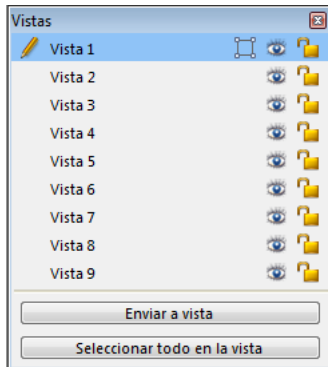 Vistas
Vista 1
Vista 2
Vista 3
Vista 4
Vista 5
Vista 6
Vista 7
Vista 8
Vista 9
Enviar a vista
Seleccionar todo en la vista